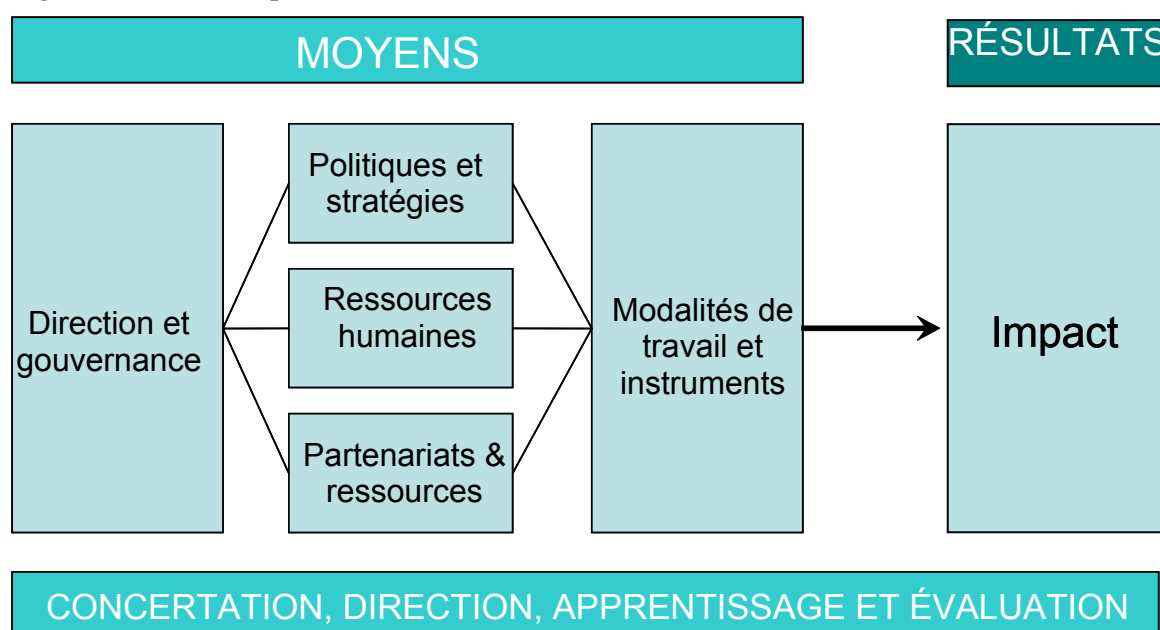 MOYENS
RÉSULTATS
Direction et
gouvernance
Politiques et
stratégies
Ressources
humaines
Partenariats &
ressources
Modalités de
travail et
instruments
Impact
CONCERTATION, DIRECTION, APPRENTISSAGE ET ÉVALUATION